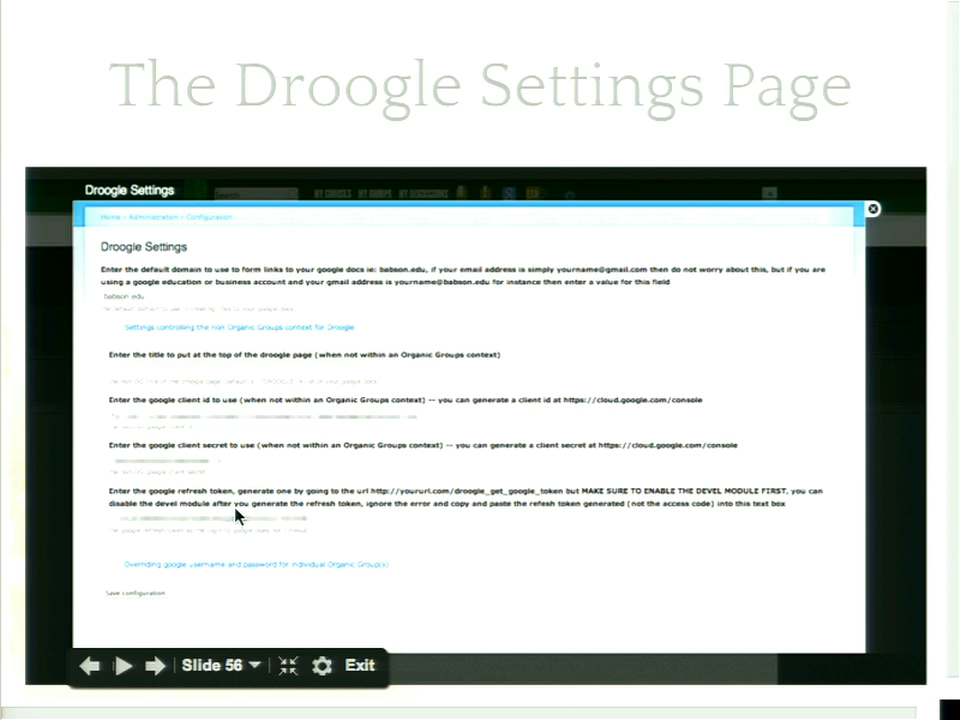 The Droogle Settings Page
Droogle Settings
MY COURSES MY GROUPS MY DISCUSSIONS
Home » Administration » Configuration
Droogle Settings
Enter the default domain to use to form links to your google docs ie: babson.edu, if your email address is simply yourname@gmail.com then do not worry about this, but if you are
using a google education or business account and your gmail address is yourname@babson.edu for instance then enter a value for this field
babson.edu
Settings controlling the non Organic Groups context for Droogle
Enter the title to put at the top of the droogle page (when not within an Organic Groups context)
Enter the google client id to use (when not within an Organic Groups context) -- you can generate a client id at https://cloud.google.com/console
Enter the google client secret to use (when not within an Organic Groups context) -- you can generate a client secret at https://cloud.google.com/console
Enter the google refresh token, generate one by going to the url http://yoururl.com/droogle_get_google_token but MAKE SURE TO ENABLE THE DEVEL MODULE FIRST, you can
disable the devel module after you generate the refresh token, ignore the error and copy and paste the refesh token generated (not the access code) into this text box
Overriding google username and password for individual Organic Group(s)
Save configuration
Slide 56
Exit